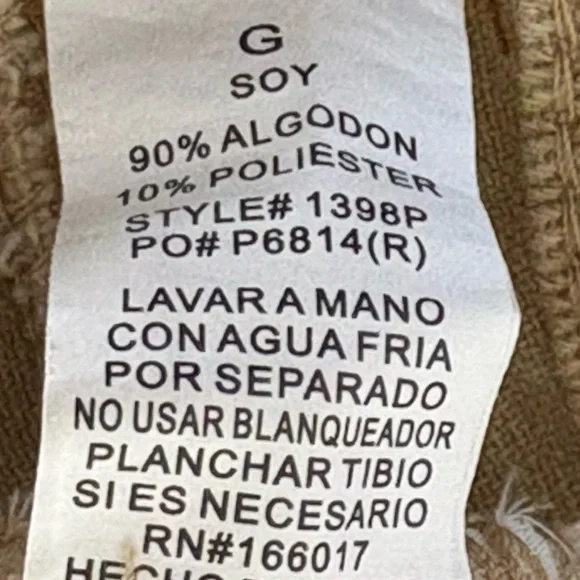 G
SOY
90% ALGODON
10% POLIESTER
STYLE# 1398P
PO# P6814(R)
LAVAR A MANO
CON AGUA FRIA
POR SEPARADO
NO USAR BLANQUEADOR
PLANCHAR TIBIO
SI ES NECESARIO
RN#166017
HECHO